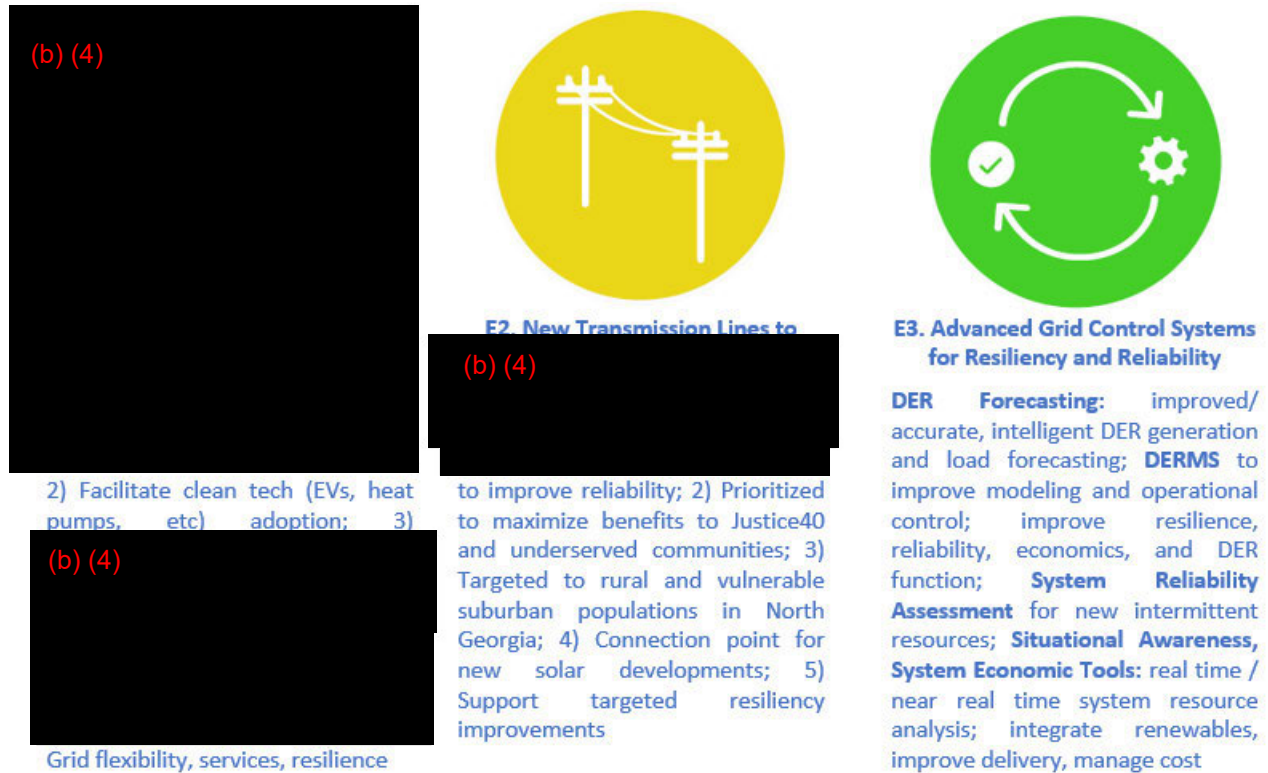 (b) (4)
2) Facilitate clean tech (EVs, heat
pumps, etc) adoption; 3)
(b) (4)
Grid flexibility, services, resilience
E2. New Transmission Lines to
(b) (4)
to improve reliability; 2) Prioritized
to maximize benefits to Justice40
and underserved communities; 3)
Targeted to rural and vulnerable
suburban populations in North
Georgia; 4) Connection point for
new solar developments; 5)
Support targeted resiliency
improvements
E3. Advanced Grid Control Systems
for Resiliency and Reliability
DER Forecasting: improved/
accurate, intelligent DER generation
and load forecasting; DERMS to
improve modeling and operational
control; improve resilience,
reliability, economics, and DER
function; System Reliability
Assessment for new intermittent
resources; Situational Awareness,
System Economic Tools: real time /
near real time system resource
analysis; integrate renewables,
improve delivery, manage cost